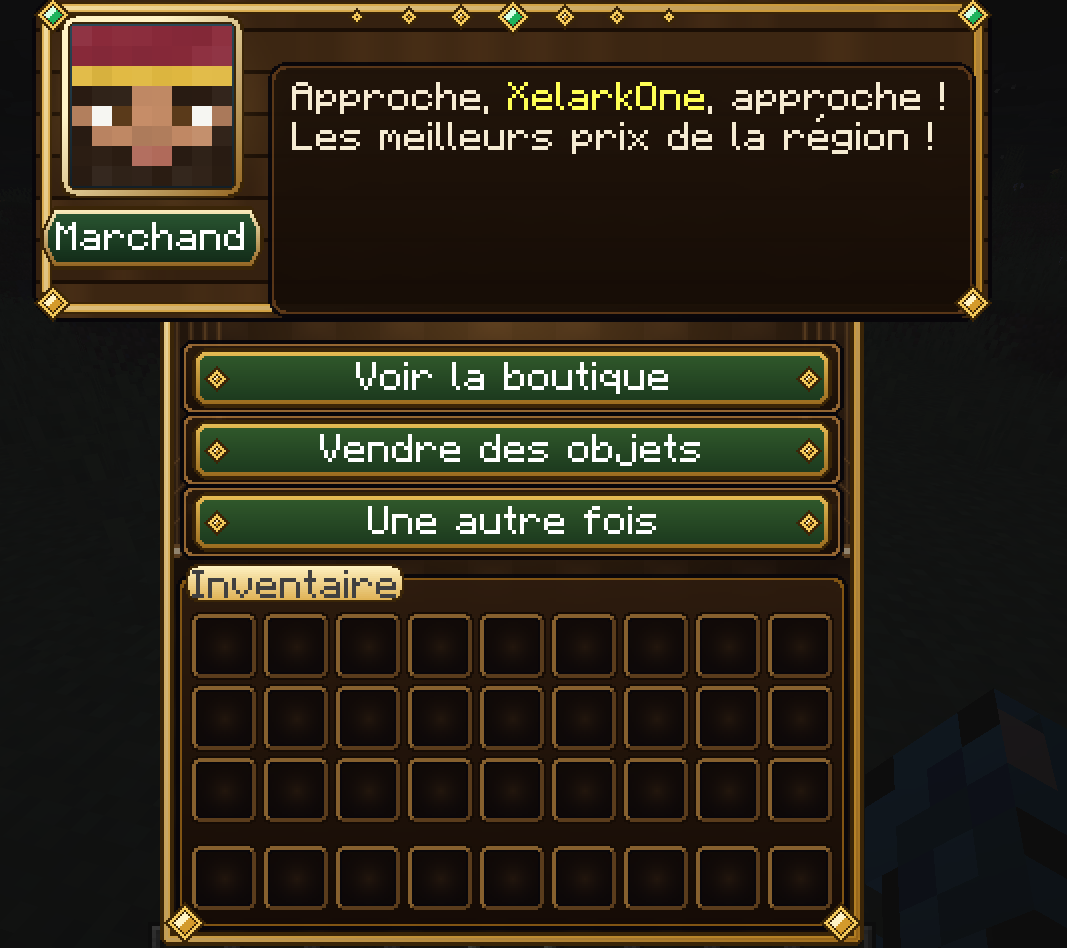 Approche, XelarkOne, approche !
Les meilleurs prix de la région !
Marchand
Voir la boutique
Vendre des objets
Une autre fois
Inventaire